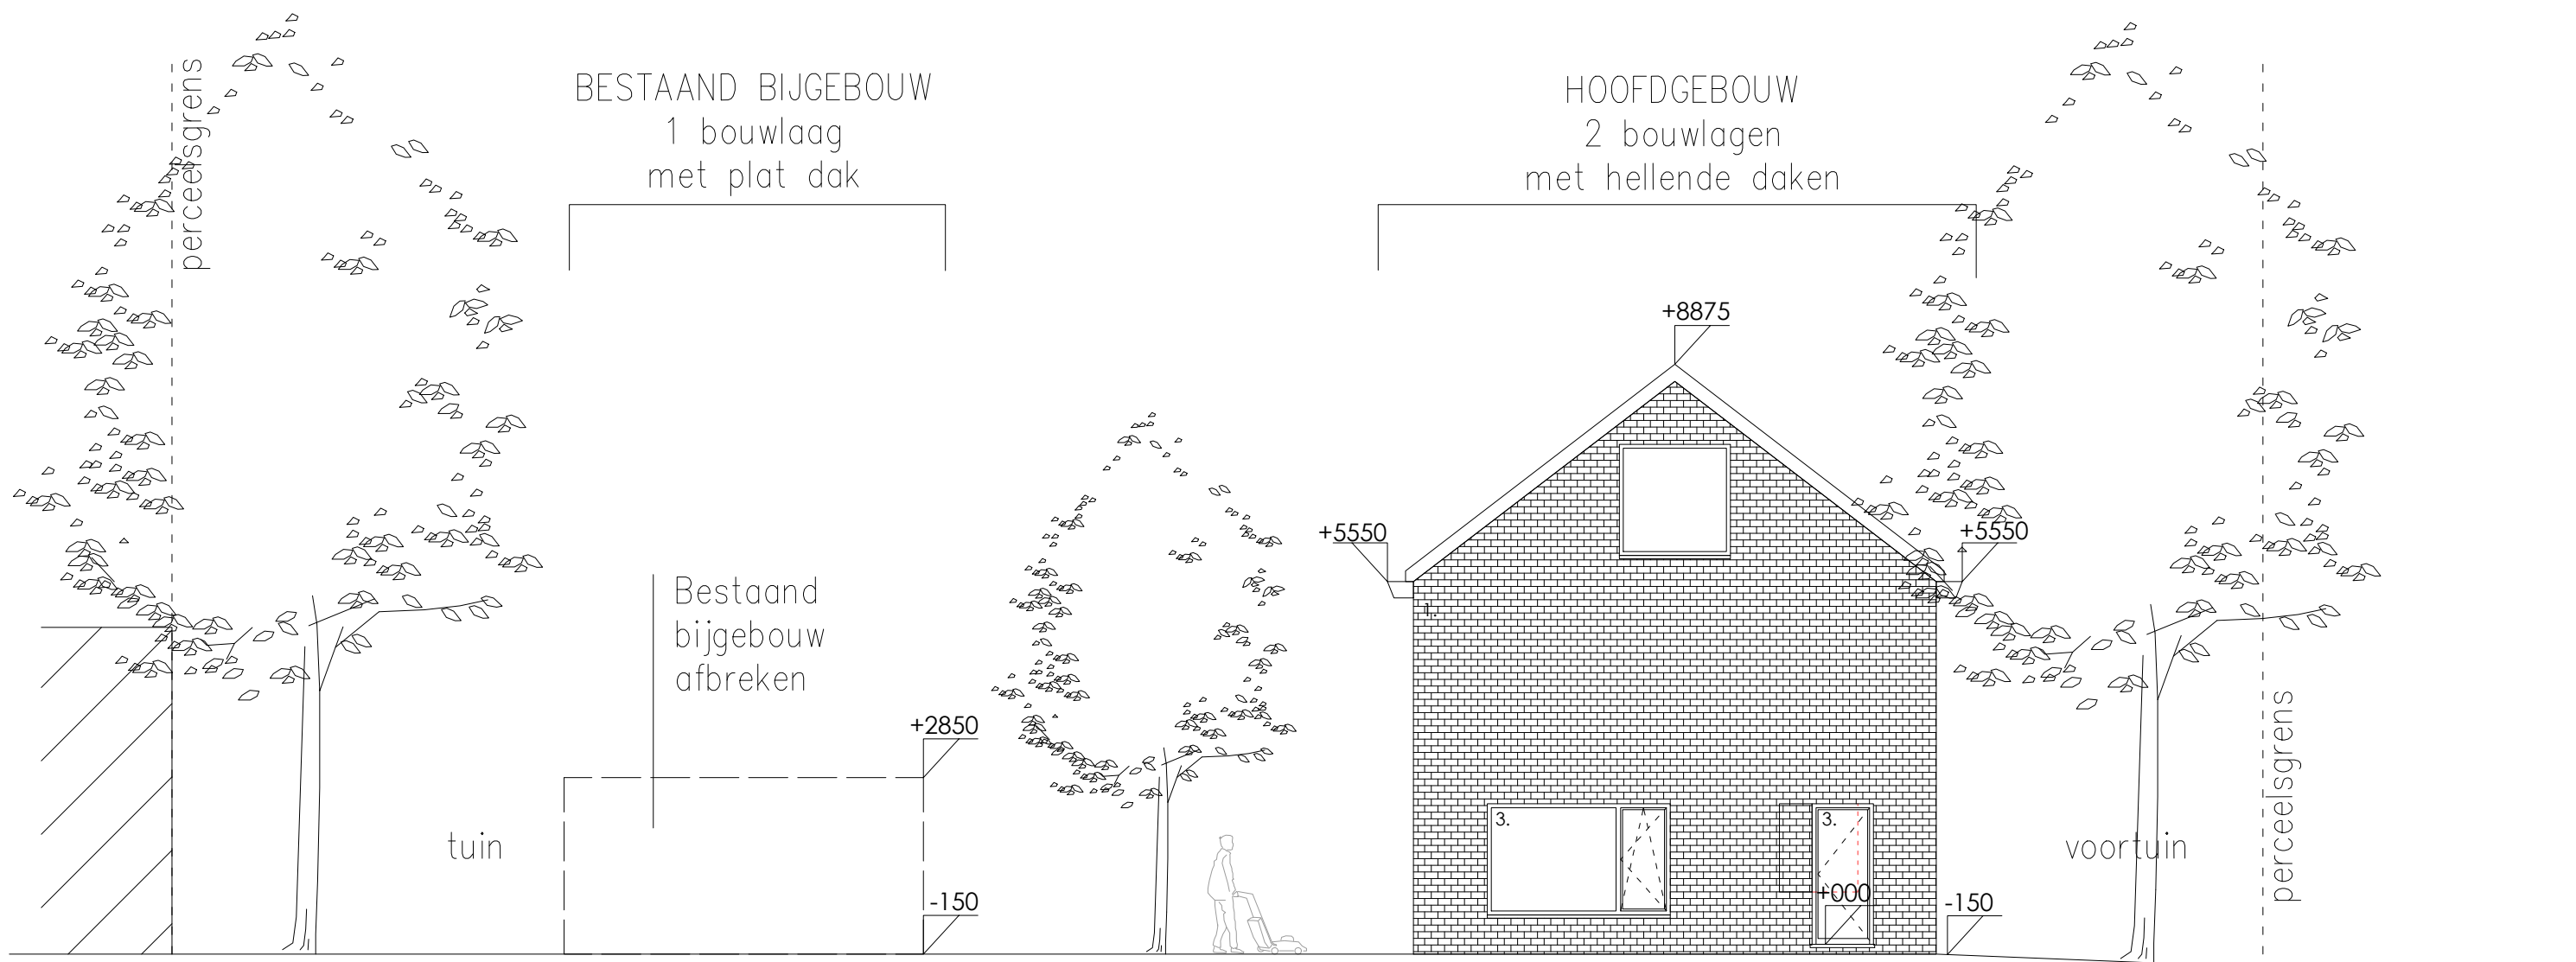 perceelsgrens
BESTAAND BIJGEBOUW
1 bouwlaag
met plat dak
HOOFDGEBOUW
2 bouwlagen
met hellende daken
+8875
+5550
+5550
1.
Bestaand
bijgebouw
afbreken
+2850
tuin
3.
3.
voortuin
perceelsgrens
-150
+000
-150